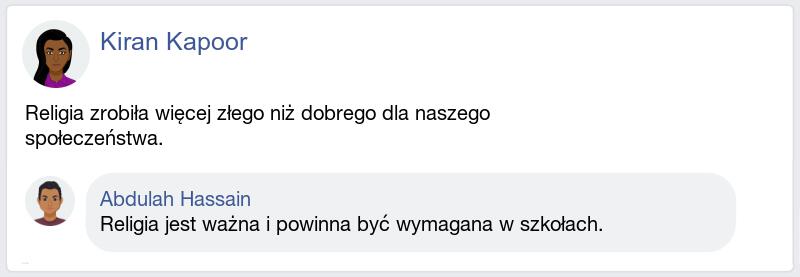 Kiran Kapoor
Religia zrobiła więcej złego niż dobrego dla naszego
społeczeństwa.
Abdulah Hassain
Religia jest ważna i powinna być wymagana w szkołach.